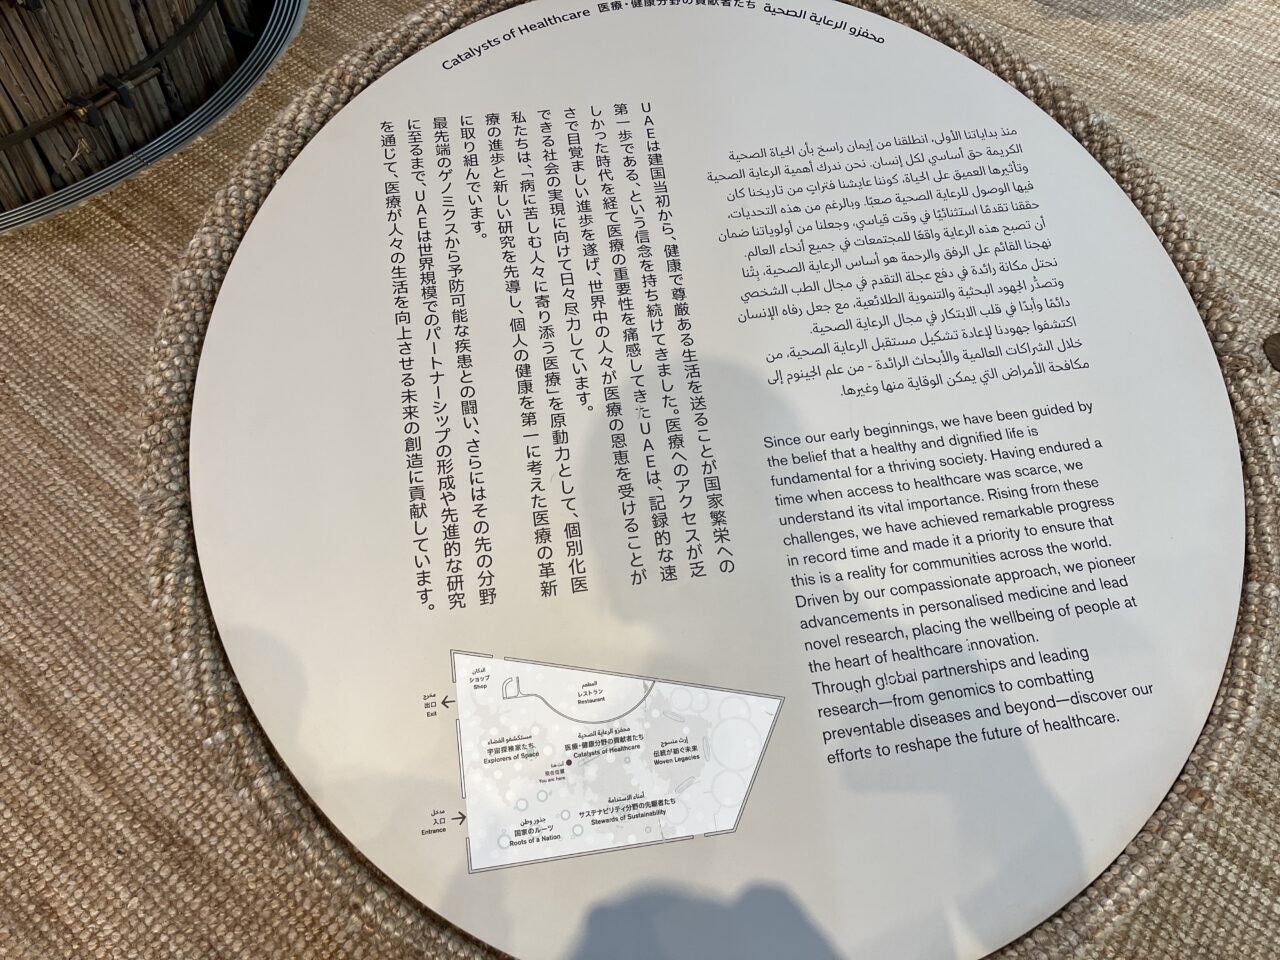 Catalysts of Healthcare 医療・健康分野の貢献者たち محفزو الرعاية الصحية
منذ بداياتنا الأولى، انطلقنا من إيمان راسخ بأن الحياة الصحية
الكريمة حق أساسي لكل إنسان. نحن ندرك أهمية الرعاية الصحية
وتأثيرها العميق على الحياة، كوننا عايشنا فترات من تاريخنا كان
فيها الوصول للرعاية الصحية صعبًا. وبالرغم من هذه التحديات،
حققنا تقدمًا استثنائيًا في وقت قياسي، وجعلنا من أولوياتنا ضمان
أن تصبح هذه الرعاية واقعًا للمجتمعات في جميع أنحاء العالم.
نهجنا القائم على الرفق والرحمة هو أساس الرعاية الصحية، بِتْنا
نحتل مكانة رائدة في دفع عجلة التقدم في مجال الطب الشخصي
وتصدُّر الجهود البحثية والتنموية الطلائعية، مع جعل رفاه الإنسان
دائمًا وأبدًا في قلب الابتكار في مجال الرعاية الصحية.
اكتشفوا جهودنا لإعادة تشكيل مستقبل الرعاية الصحية، من
خلال الشراكات العالمية والأبحاث الرائدة - من علم الجينوم إلى
مكافحة الأمراض التي يمكن الوقاية منها وغيرها.
UAEは建国当初から、健康で尊厳ある生活を送ることが国家繁栄への
第一歩である、という信念を持ち続けてきました。医療へのアクセスが乏
しかった時代を経て医療の重要性を痛感してきたUAEは、記録的な速
さで目覚ましい進歩を遂げ、世界中の人々が医療の恩恵を受けることが
できる社会の実現に向けて日々尽力しています。
私たちは、「病に苦しむ人々に寄り添う医療」を原動力として、個別化医
療の進歩と新しい研究を先導し、個人の健康を第一に考えた医療の革新
に取り組んでいます。
最先端のゲノミクスから予防可能な疾患との闘い、さらにはその先の分野
に至るまで、UAEは世界規模でのパートナーシップの形成や先進的な研究
を通じて、医療が人々の生活を向上させる未来の創造に貢献しています。
Since our early beginnings, we have been guided by
the belief that a healthy and dignified life is
fundamental for a thriving society. Having endured a
time when access to healthcare was scarce, we
understand its vital importance. Rising from these
challenges, we have achieved remarkable progress
in record time and made it a priority to ensure that
this is a reality for communities across the world.
Driven by our compassionate approach, we pioneer
advancements in personalised medicine and lead
novel research, placing the wellbeing of people at
the heart of healthcare innovation.
Through global partnerships and leading
research—from genomics to combatting
preventable diseases and beyond—discover our
efforts to reshape the future of healthcare.
الدكان
ショップ
Shop
المطعم
レストラン
Restaurant
مخرج
出口
Exit
مستكشفو الفضاء
宇宙探検家たち
Explorers of Space
محفزو الرعاية الصحية
医療・健康分野の貢献者たち
Catalysts of Healthcare
إرث منسوج
伝統が紡ぐ未来
Woven Legacies
أنت هنا
現在位置
You are here
مدخل
入口
Entrance
جذور وطن
国家のルーツ
Roots of a Nation
أمناء الاستدامة
サステナビリティ分野の先駆者たち
Stewards of Sustainability